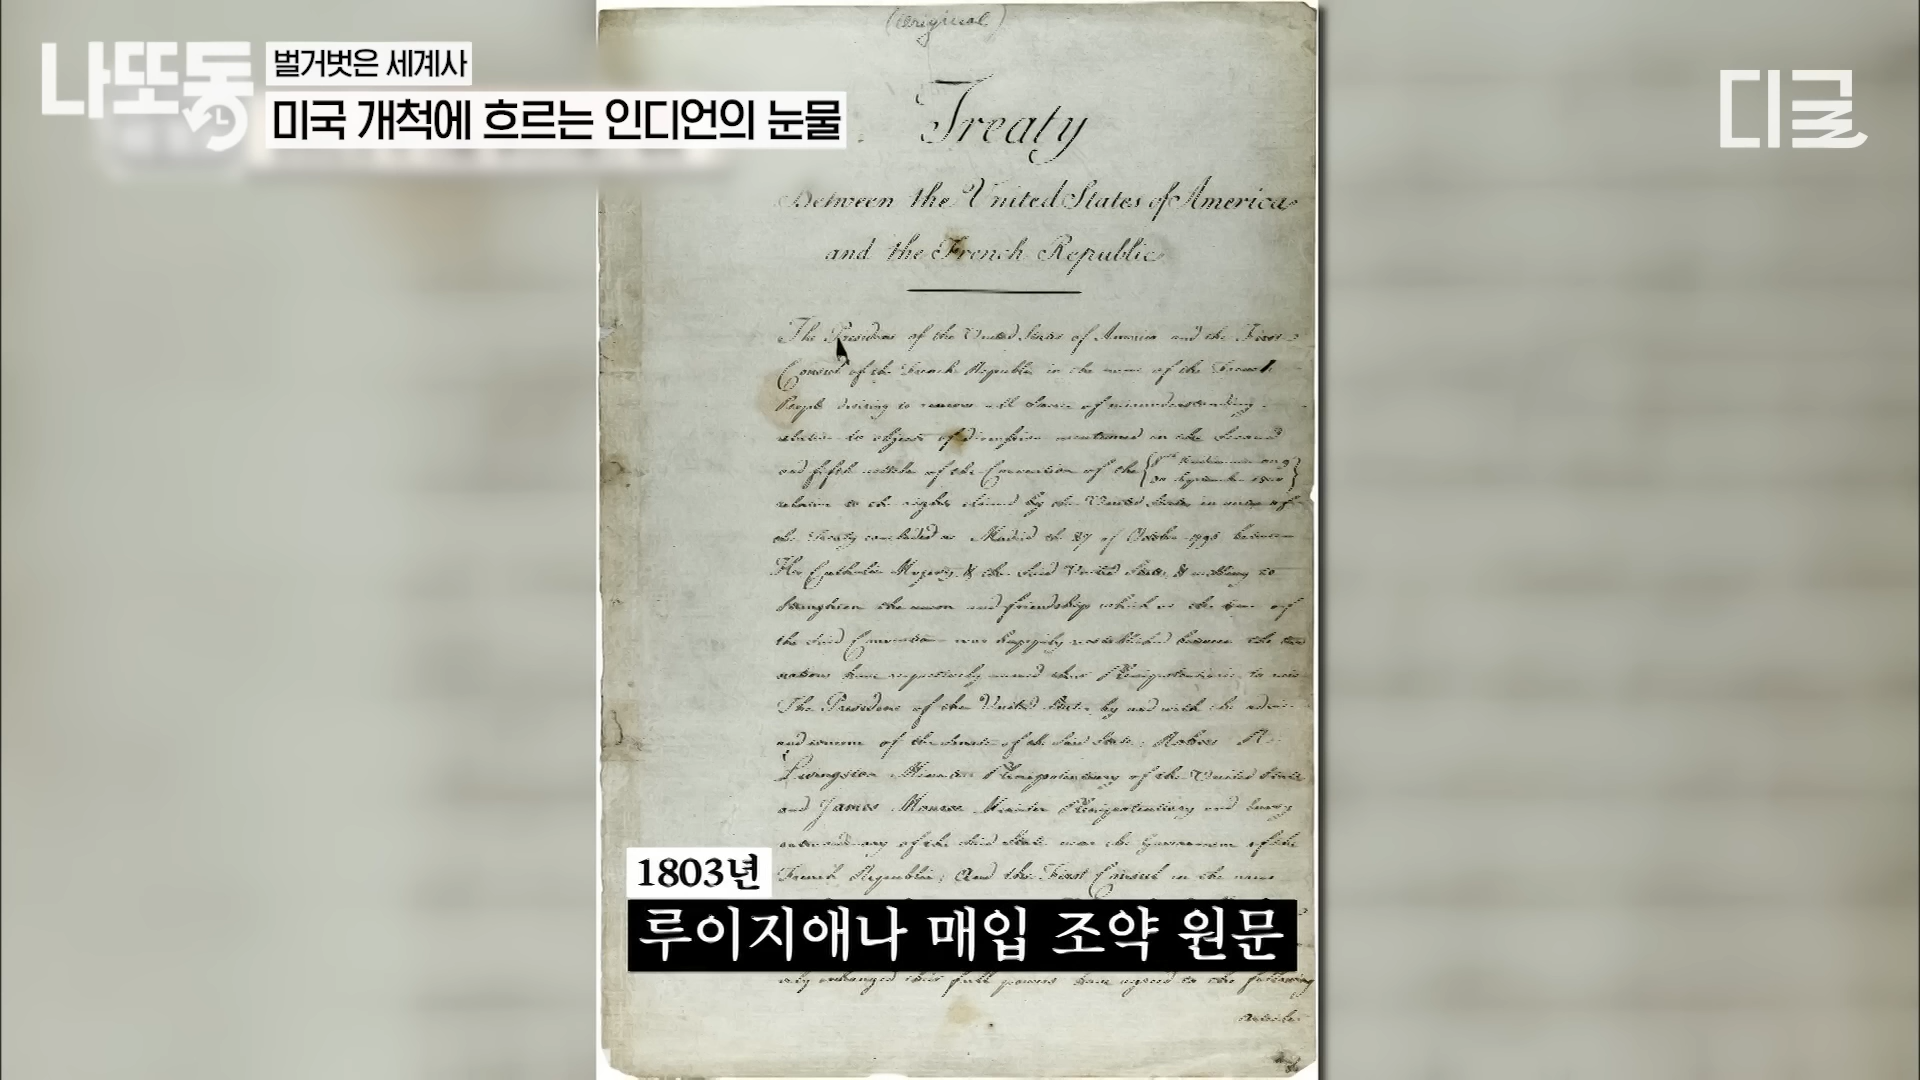 (Original)
나또동
벌거벗은 세계사
미국 개척에 흐르는 인디언의 눈물
디글
Treaty
Between the United States of America
and the French Republic
The President of the United States of America and the First
Consul of the French Republic in the name of the French
People desiring to remove all Source of misunderstanding
relative to objects of discussion mentioned in the Second
and fifth articles of the Convention of the
relative to the rights claimed by the United States in virtue of
the Treaty concluded at Madrid the 27 of October 1795 between
His Catholic Majesty & the Said United States, & willing to
Strengthen the union and friendship which at the time of
the Said Convention was happily reestablished between the two
nations have respectively named their Plenipotentiaries to wit
The President of the United States, by and with the advice
and consent of the Senate of the Said States; Robert R.
Livingston Minister Plenipotentiary of the United States
and James Monroe Minister Plenipotentiary and Envoy
extraordinary of the Said States near the Government of the
French Republic; And the First Consul in the name
1803년
루이지애나 매입 조약 원문
their full powers have agreed to the following
Articles